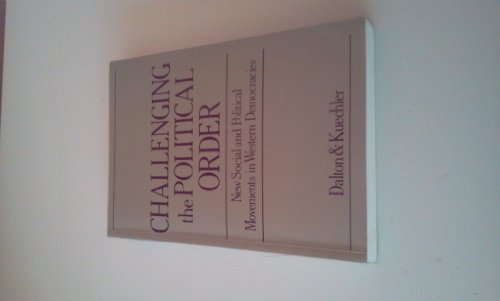 CHALLENGING
the POLITICAL
ORDER
New Social and Political
Movements in Western Democracies
Dalton & Kuechler